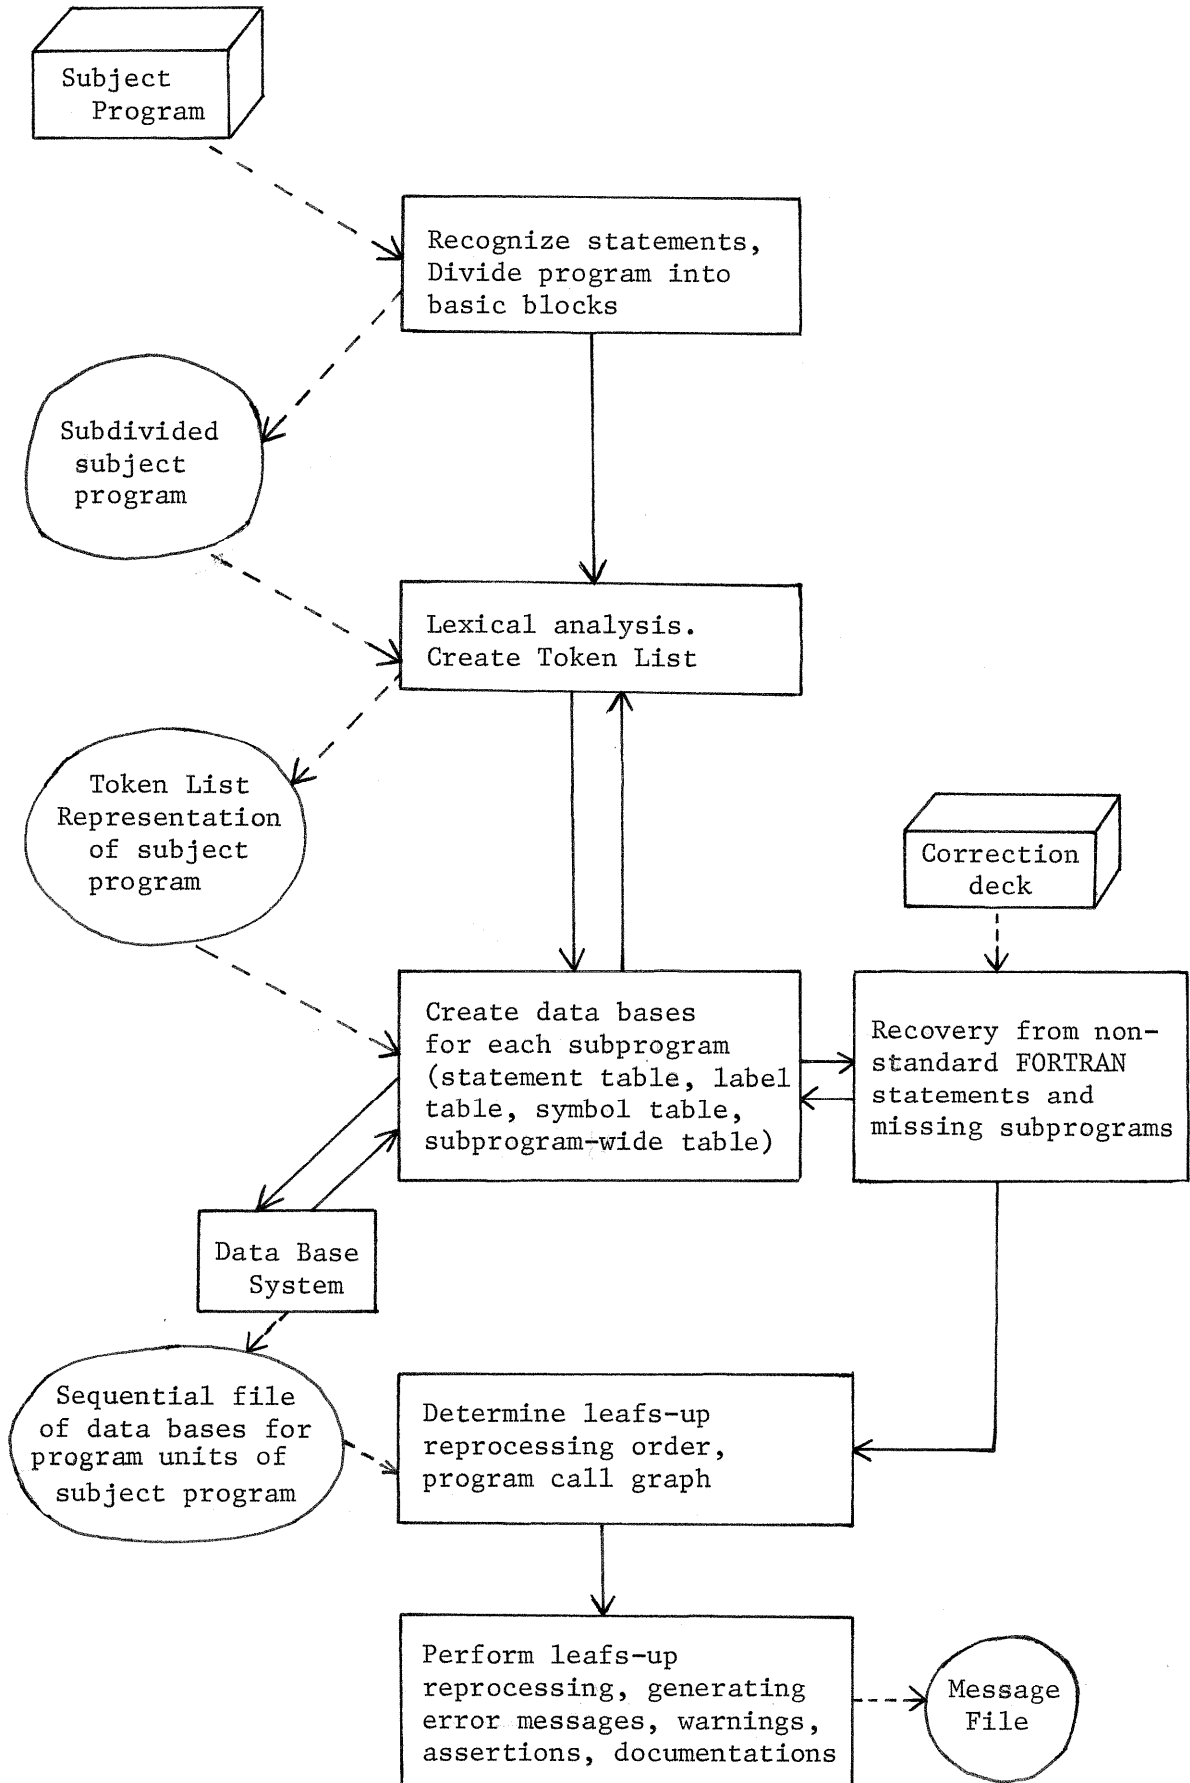 Subject
Program
Recognize statements,
Divide program into
basic blocks
Subdivided
subject
program
Lexical analysis.
Create Token List
Token List
Representation
of subject
program
Correction
deck
Create data bases
for each subprogram
(statement table, label
table, symbol table,
subprogram-wide table)
Recovery from non-
standard FORTRAN
statements and
missing subprograms
Data Base
System
Sequential file
of data bases for
program units of
subject program
Determine leafs-up
reprocessing order,
program call graph
Perform leafs-up
reprocessing, generating
error messages, warnings,
assertions, documentations
Message
File